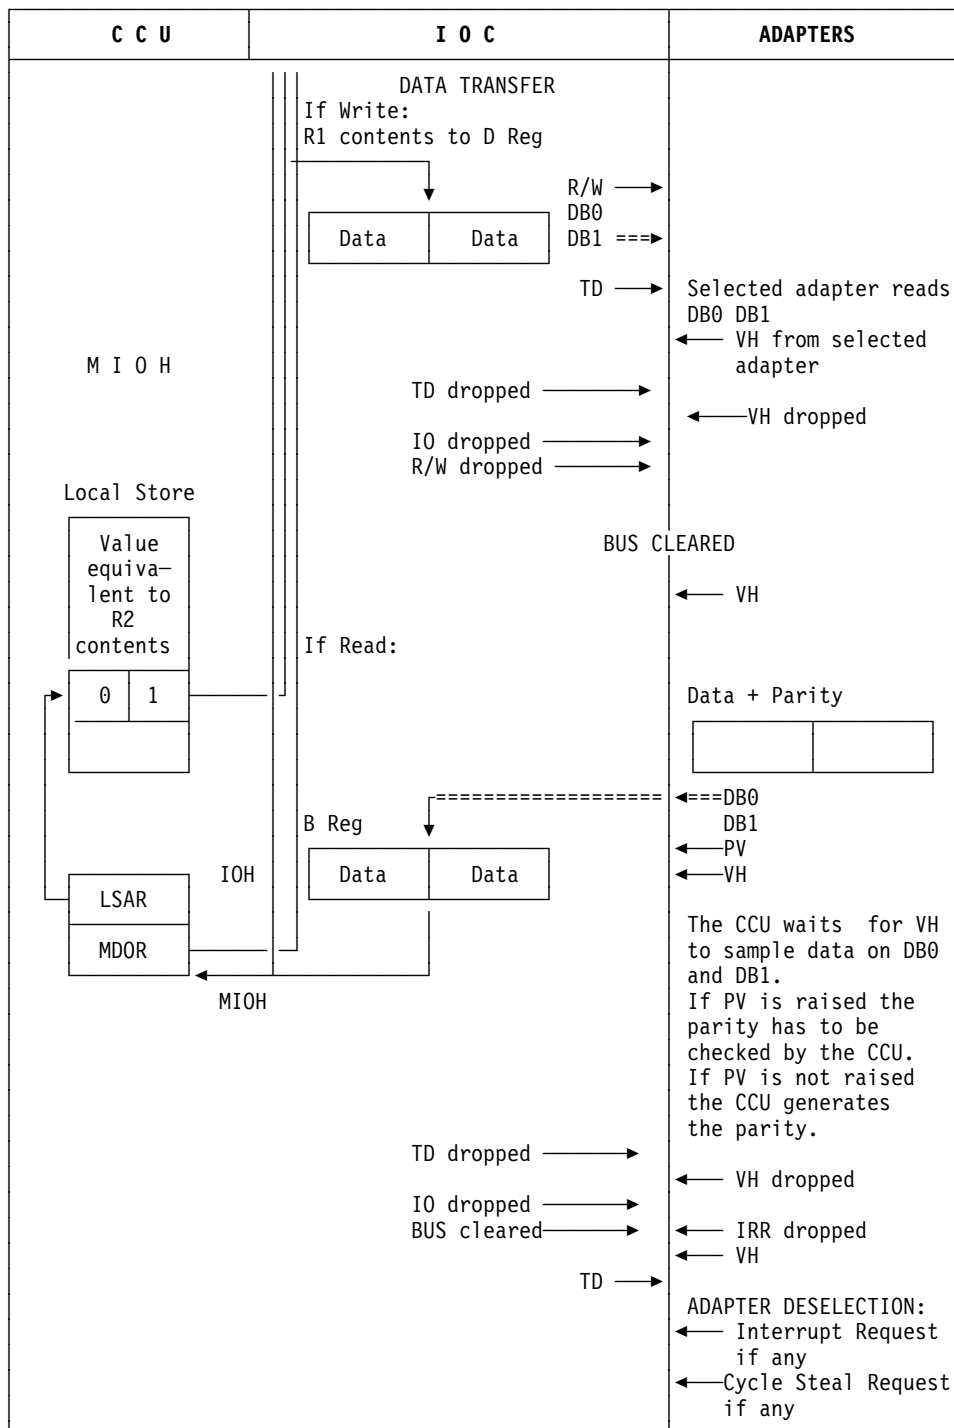 C C U I O C ADAPTERS
DATA TRANSFER
If Write:
R1 contents to D Reg
R/W
DB0
Data Data DB1 ===
TD Selected adapter reads
DB0 DB1
VH from selected
M I O H adapter
TD dropped
VH dropped
IO dropped
R/W dropped
Local Store
Value BUS CLEARED
equiva—
lent to VH
R2
contents If Read:
0 1 Data + Parity
=================== ===DB0
B Reg DB1
PV
IOH Data Data VH
LSAR
The CCU waits for VH
MDOR to sample data on DB0
and DB1.
MIOH If PV is raised the
parity has to be
checked by the CCU.
If PV is not raised
the CCU generates
the parity.
TD dropped
VH dropped
IO dropped
BUS cleared IRR dropped
VH
TD
ADAPTER DESELECTION:
Interrupt Request
if any
Cycle Steal Request
if any